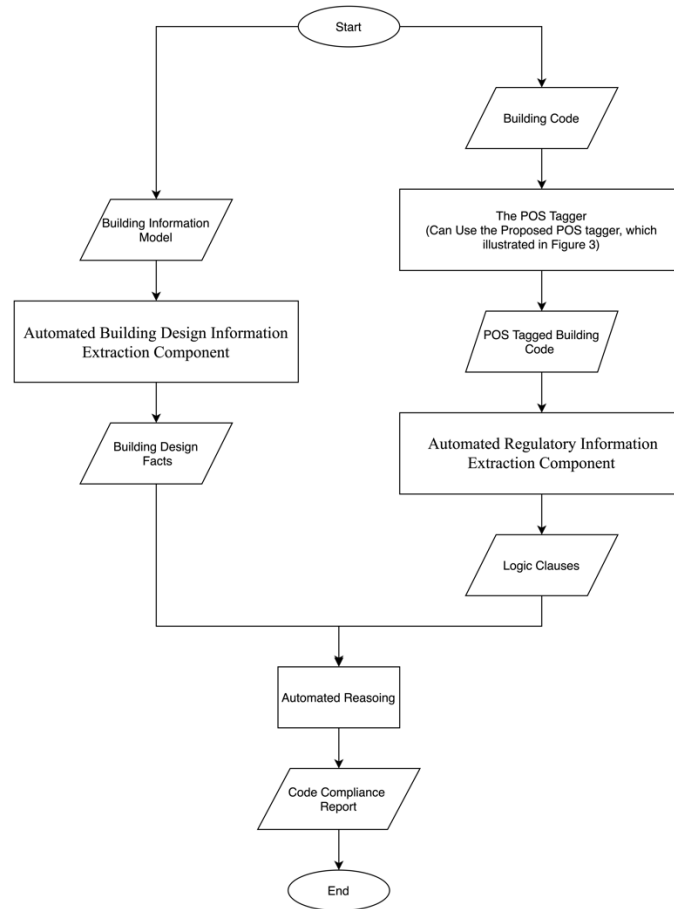 Start
Building Code
The POS Tagger
(Can Use the Proposed POS tagger, which
illustrated in Figure 3)
Building Information
Model
Automated Building Design Information
Extraction Component
POS Tagged Building
Code
Building Design
Facts
Automated Regulatory Information
Extraction Component
Logic Clauses
Automated Reasoing
Code Compliance
Report
End